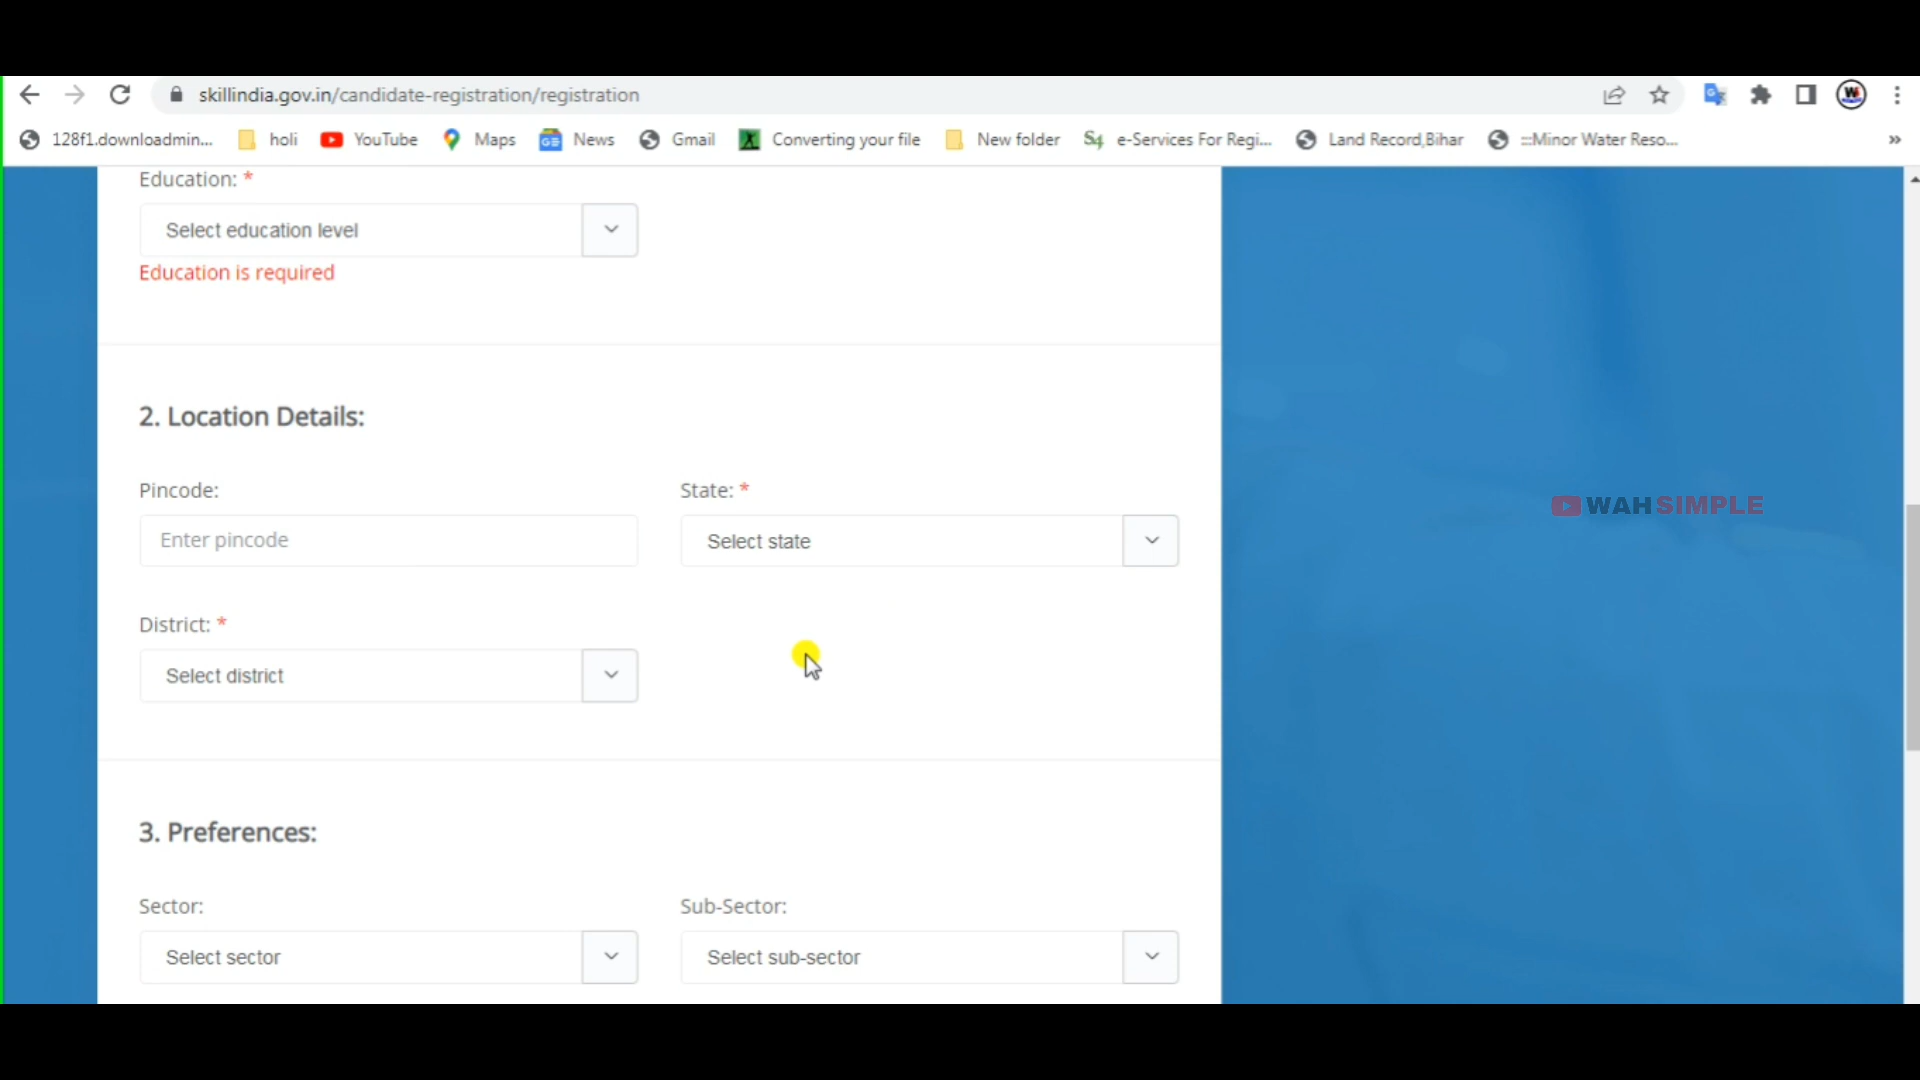 skillindia.gov.in/candidate-registration/registration
128f1.downloadmin... holi YouTube Maps News Gmail Converting your file New folder e-Services For Regi... Land Record,Bihar :::Minor Water Reso... »
Education: *
Select education level
Education is required
2. Location Details:
Pincode: State: *
Enter pincode Select state
WAHSIMPLE
District: *
Select district
3. Preferences:
Sector: Sub-Sector:
Select sector Select sub-sector